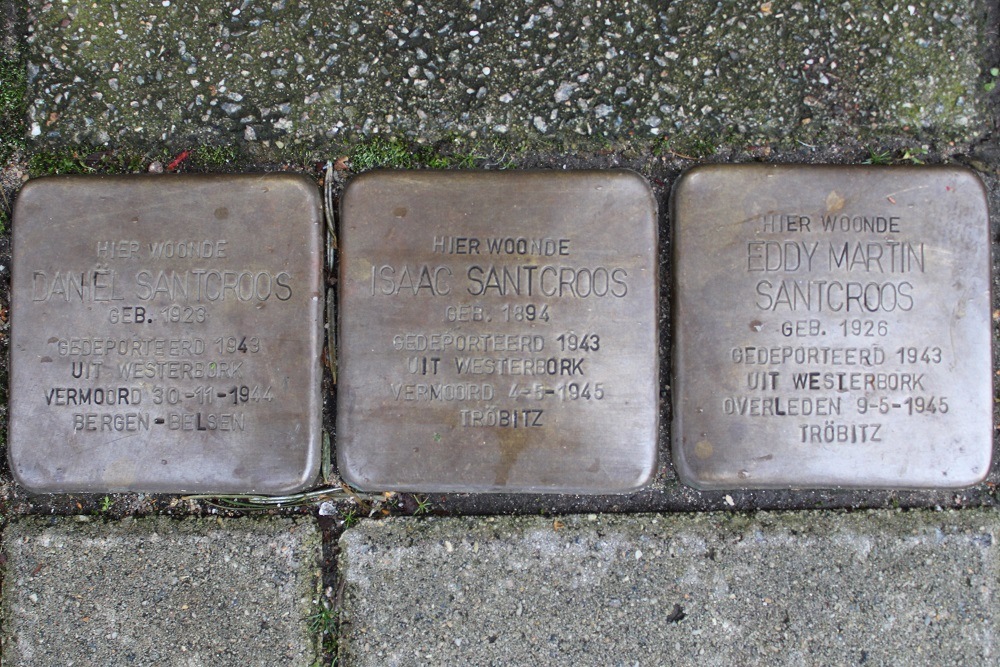 HIER WOONDE
DANIËL SANTCROOS
GEB. 1923
GEDEPORTEERD 1943
UIT WESTERBORK
VERMOORD 30-11-1944
BERGEN-BELSEN
HIER WOONDE
ISAAC SANTCROOS
GEB. 1894
GEDEPORTEERD 1943
UIT WESTERBORK
VERMOORD 4-5-1945
TRÖBITZ
HIER WOONDE
EDDY MARTIN
SANTCROOS
GEB. 1926
GEDEPORTEERD 1943
UIT WESTERBORK
OVERLEDEN 9-5-1945
TRÖBITZ